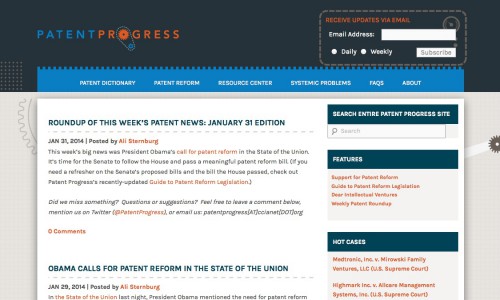 RECEIVE UPDATES VIA EMAIL
PATENTPROGRESS
Email Address:
Daily Weekly
Subscribe
PATENT DICTIONARY PATENT REFORM RESOURCE CENTER SYSTEMIC PROBLEMS FAQS ABOUT
ROUNDUP OF THIS WEEK'S PATENT NEWS: JANUARY 31 EDITION
JAN 31, 2014 | Posted by Ali Sternburg
This week's big news was President Obama's call for patent reform in the State of the Union.
It's time for the Senate to follow the House and pass a meaningful patent reform bill. (If you
need a refresher on the Senate's proposed bills and the bill the House passed, check out
Patent Progress's recently-updated Guide to Patent Reform Legislation.)
Did we miss something? Questions or suggestions? Feel free to leave a comment below,
mention us on Twitter (@PatentProgress), or email us: patentprogress[AT]ccianet[DOT]org
0 Comments
OBAMA CALLS FOR PATENT REFORM IN THE STATE OF THE UNION
JAN 29, 2014 | Posted by Ali Sternburg
In the State of the Union last night, President Obama mentioned the need for patent reform
SEARCH ENTIRE PATENT PROGRESS SITE
Search
FEATURES
Support for Patent Reform
Guide to Patent Reform Legislation
Dear Intellectual Ventures
Weekly Patent Roundup
HOT CASES
Medtronic, Inc. v. Mirowski Family
Ventures, LLC (U.S. Supreme Court)
Highmark Inc. v. Allcare Management
Systems, Inc. (U.S. Supreme Court)